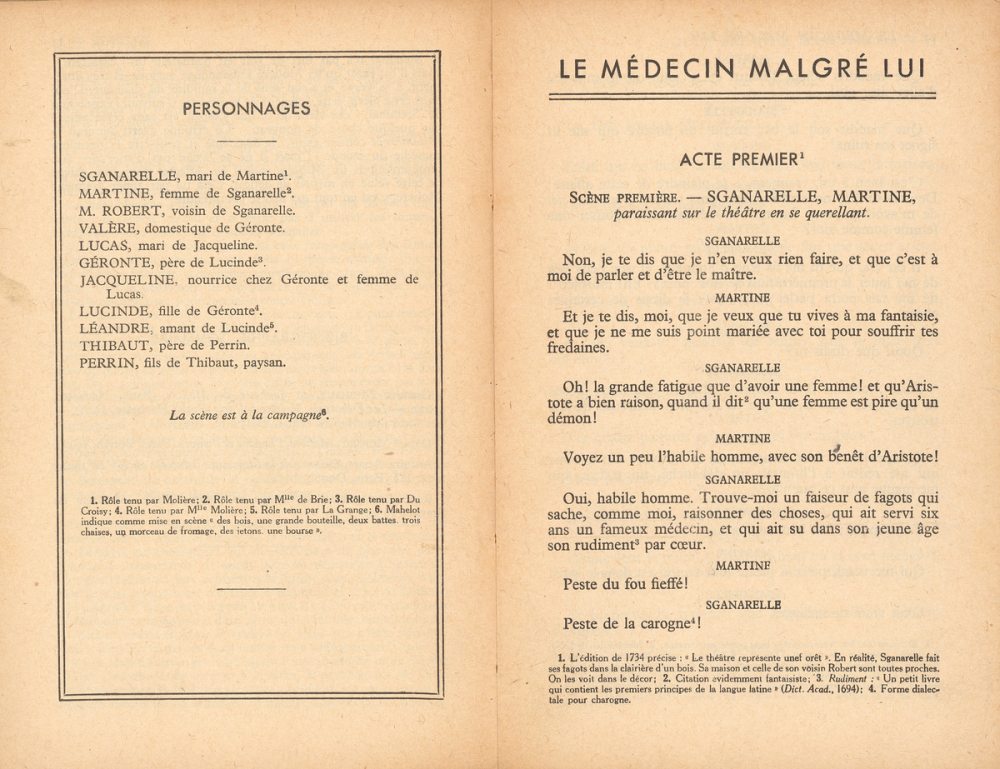 PERSONNAGES
SGANARELLE, mari de Martine¹.
MARTINE, femme de Sganarelle².
M. ROBERT, voisin de Sganarelle.
VALÈRE, domestique de Géronte.
LUCAS, mari de Jacqueline.
GÉRONTE, père de Lucinde³.
JACQUELINE, nourrice chez Géronte et femme de
Lucas.
LUCINDE, fille de Géronte⁴.
LÉANDRE, amant de Lucinde⁵.
THIBAUT, père de Perrin.
PERRIN, fils de Thibaut, paysan.
La scène est à la campagne⁶.
1. Rôle tenu par Molière; 2. Rôle tenu par Mlle de Brie; 3. Rôle tenu par Du
Croisy; 4. Rôle tenu par Mlle Molière; 5. Rôle tenu par La Grange; 6. Mahelot
indique comme mise en scène « des bois, une grande bouteille, deux battes, trois
chaises, un morceau de fromage, des jetons, une bourse ».
LE MÉDECIN MALGRÉ LUI
ACTE PREMIER¹
SCÈNE PREMIÈRE. — SGANARELLE, MARTINE,
paraissant sur le théâtre en se querellant.
SGANARELLE
Non, je te dis que je n'en veux rien faire, et que c'est à
moi de parler et d'être le maître.
MARTINE
Et je te dis, moi, que je veux que tu vives à ma fantaisie,
et que je ne me suis point mariée avec toi pour souffrir tes
fredaines.
SGANARELLE
Oh! la grande fatigue que d'avoir une femme! et qu'Aris-
tote a bien raison, quand il dit² qu'une femme est pire qu'un
démon!
MARTINE
Voyez un peu l'habile homme, avec son benêt d'Aristote!
SGANARELLE
Oui, habile homme. Trouve-moi un faiseur de fagots qui
sache, comme moi, raisonner des choses, qui ait servi six
ans un fameux médecin, et qui ait su dans son jeune âge
son rudiment³ par cœur.
MARTINE
Peste du fou fieffé!
SGANARELLE
Peste de la carogne⁴!
1. L'édition de 1734 précise : « Le théâtre représente unef orêt ». En réalité, Sganarelle fait
ses fagots dans la clairière d'un bois. Sa maison et celle de son voisin Robert sont toutes proches.
On les voit dans le décor; 2. Citation évidemment fantaisiste; 3. Rudiment : « Un petit livre
qui contient les premiers principes de la langue latine » (Dict. Acad., 1694); 4. Forme dialec-
tale pour charogne.